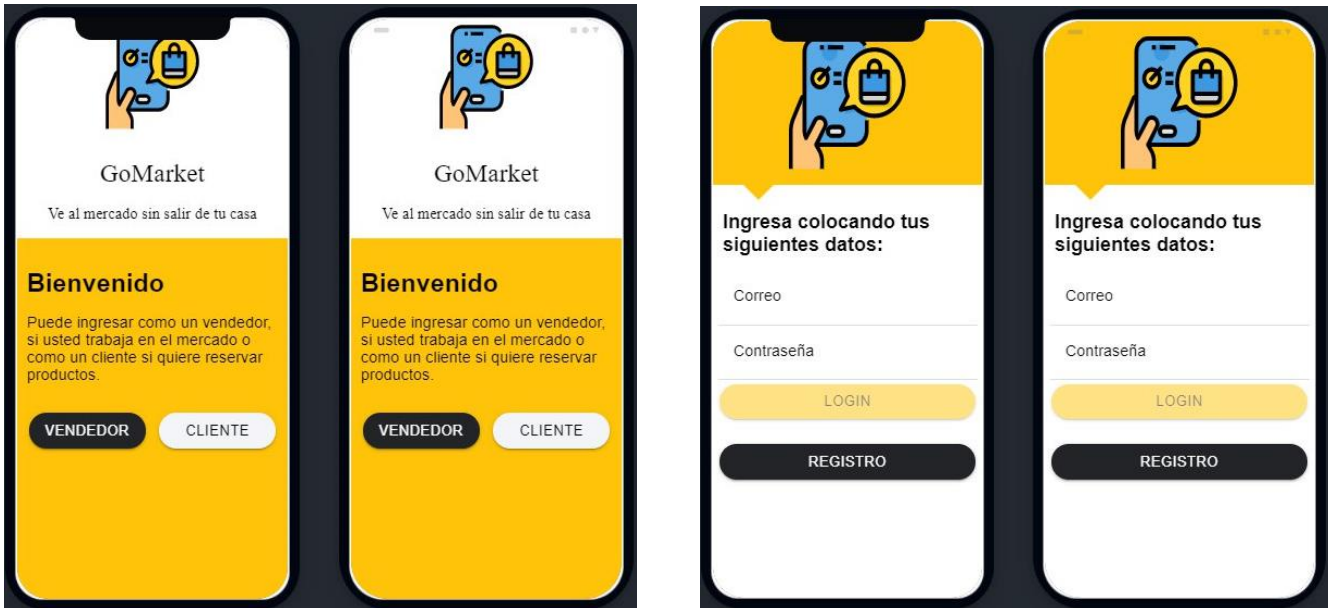 GoMarket
Ve al mercado sin salir de tu casa
Bienvenido
Puede ingresar como un vendedor,
si usted trabaja en el mercado o
como un cliente si quiere reservar
productos.
VENDEDOR
CLIENTE
GoMarket
Ve al mercado sin salir de tu casa
Bienvenido
Puede ingresar como un vendedor,
si usted trabaja en el mercado o
como un cliente si quiere reservar
productos.
VENDEDOR
CLIENTE
Ingresa colocando tus
siguientes datos:
Correo
Contraseña
LOGIN
REGISTRO
Ingresa colocando tus
siguientes datos:
Correo
Contraseña
LOGIN
REGISTRO